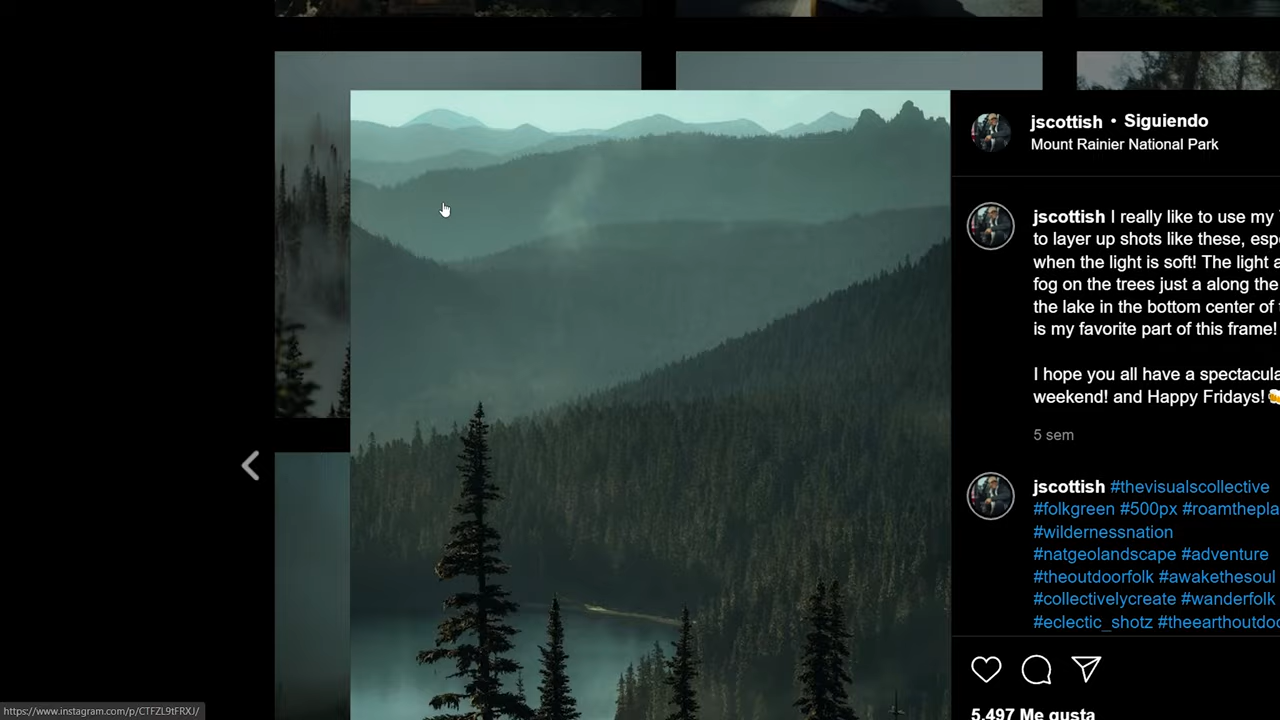 jscottish • Siguiendo
Mount Rainier National Park
jscottish I really like to use my
to layer up shots like these, esp
when the light is soft! The light a
fog on the trees just a along the
the lake in the bottom center of
is my favorite part of this frame!
I hope you all have a spectacula
weekend! and Happy Fridays!🍻
5 sem
jscottish #thevisualscollective
#folkgreen #500px #roamthepla
#wildernessnation
#natgeolandscape #adventure
#theoutdoorfolk #awakethesoul
#collectivelycreate #wanderfolk
#eclectic_shotz #theearthoutdoo
5.497 Me gusta
https://www.instagram.com/p/CTFZL9tFRXJ/